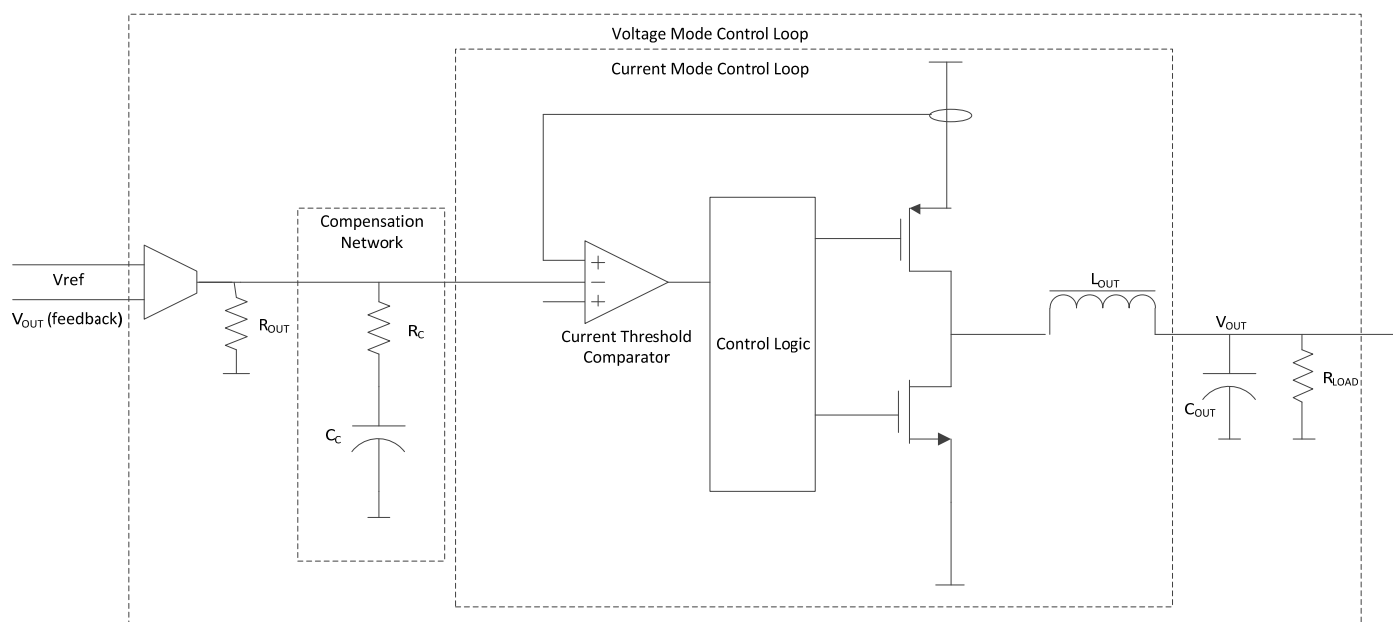 Voltage Mode Control Loop
Current Mode Control Loop
Compensation
Network
Vref
VOUT (feedback)
ROUT
RC
CC
+
−
+
Current Threshold
Comparator
Control Logic
LOUT
VOUT
COUT
RLOAD